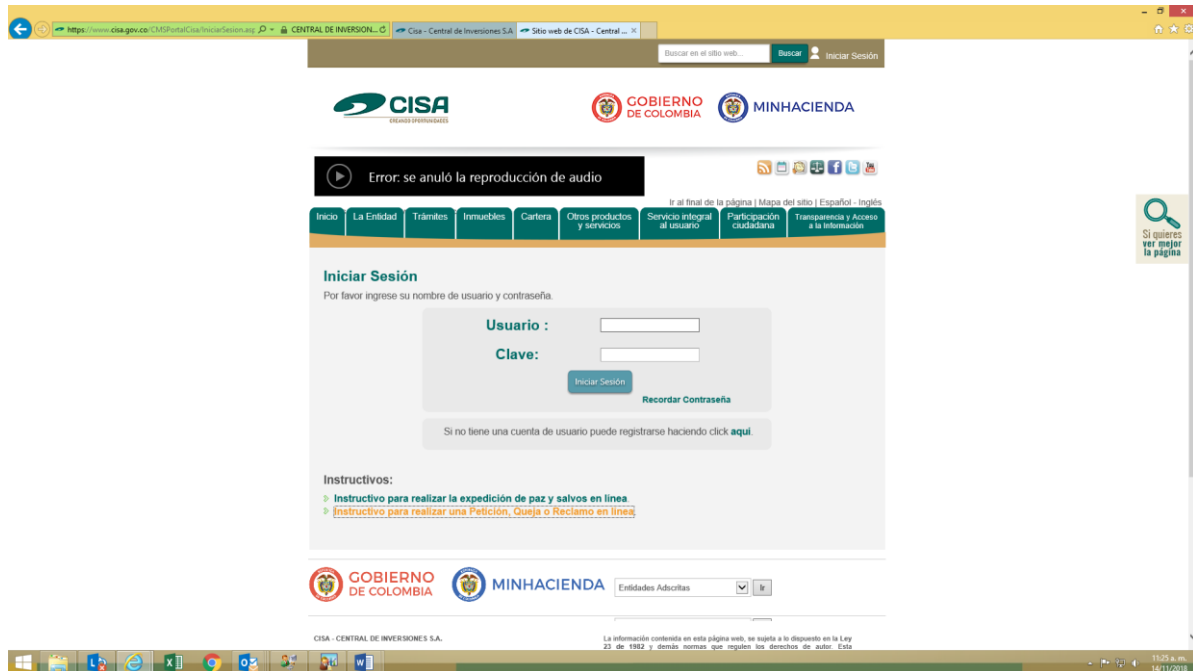 https://www.cisa.gov.co/CMSPortalCisa/IniciarSesion.asp
CENTRAL DE INVERSION...
Cisa - Central de Inversiones S.A
Sitio web de CISA - Central ...
Buscar en el sitio web...
Buscar
Iniciar Sesión
CISA
CREANDO OPORTUNIDADES
GOBIERNO
DE COLOMBIA
MINHACIENDA
Error: se anuló la reproducción de audio
Ir al final de la página | Mapa del sitio | Español - Inglés
Inicio
La Entidad
Trámites
Inmuebles
Cartera
Otros productos
y servicios
Servicio integral
al usuario
Participación
ciudadana
Transparencia y Acceso
a la Información
Si quieres
ver mejor
la página
Iniciar Sesión
Por favor ingrese su nombre de usuario y contraseña.
Usuario :
Clave:
Iniciar Sesión
Recordar Contraseña
Si no tiene una cuenta de usuario puede registrarse haciendo click aquí.
Instructivos:
Instructivo para realizar la expedición de paz y salvos en línea.
Instructivo para realizar una Petición, Queja o Reclamo en línea.
GOBIERNO
DE COLOMBIA
MINHACIENDA
Entidades Adscritas
Ir
CISA - CENTRAL DE INVERSIONES S.A.
La información contenida en esta página web, se sujeta a lo dispuesto en la Ley
23 de 1982 y demás normas que regulen los derechos de autor. Esta
11:25 a. m.
14/11/2018